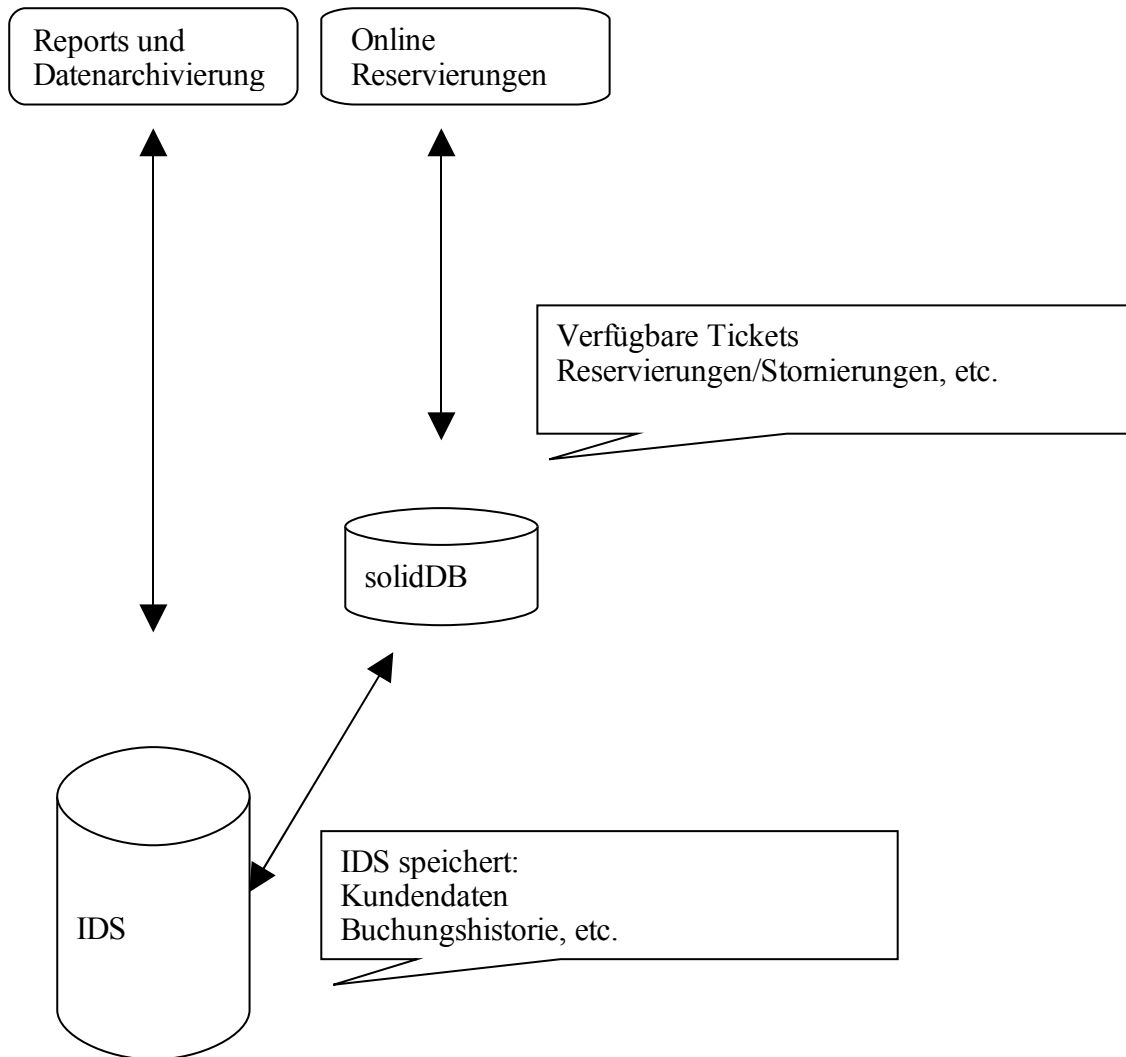 Reports und
Datenarchivierung
Online
Reservierungen
Verfügbare Tickets
Reservierungen/Stornierungen, etc.
solidDB
IDS speichert:
Kundendaten
Buchungshistorie, etc.
IDS